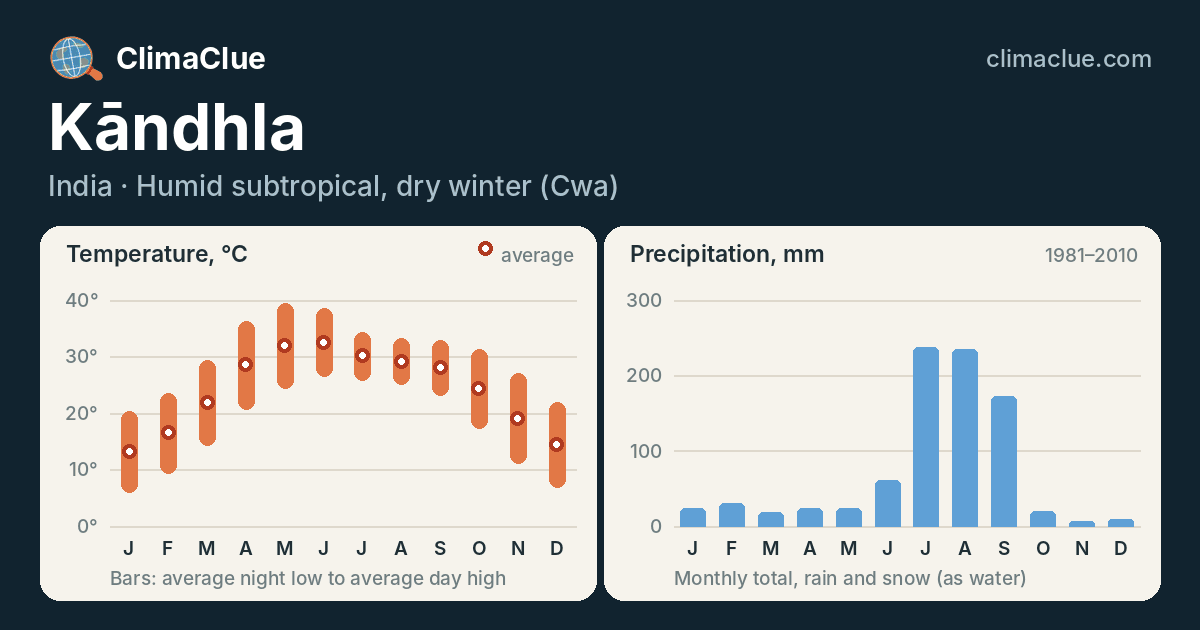 ClimaClue
climaclue.com
Kāndhla
India · Humid subtropical, dry winter (Cwa)
Temperature, °C
average
40°
30°
20°
10°
0°
J F M A M J J A S O N D
Bars: average night low to average day high
Precipitation, mm
1981–2010
300
200
100
0
J F M A M J J A S O N D
Monthly total, rain and snow (as water)